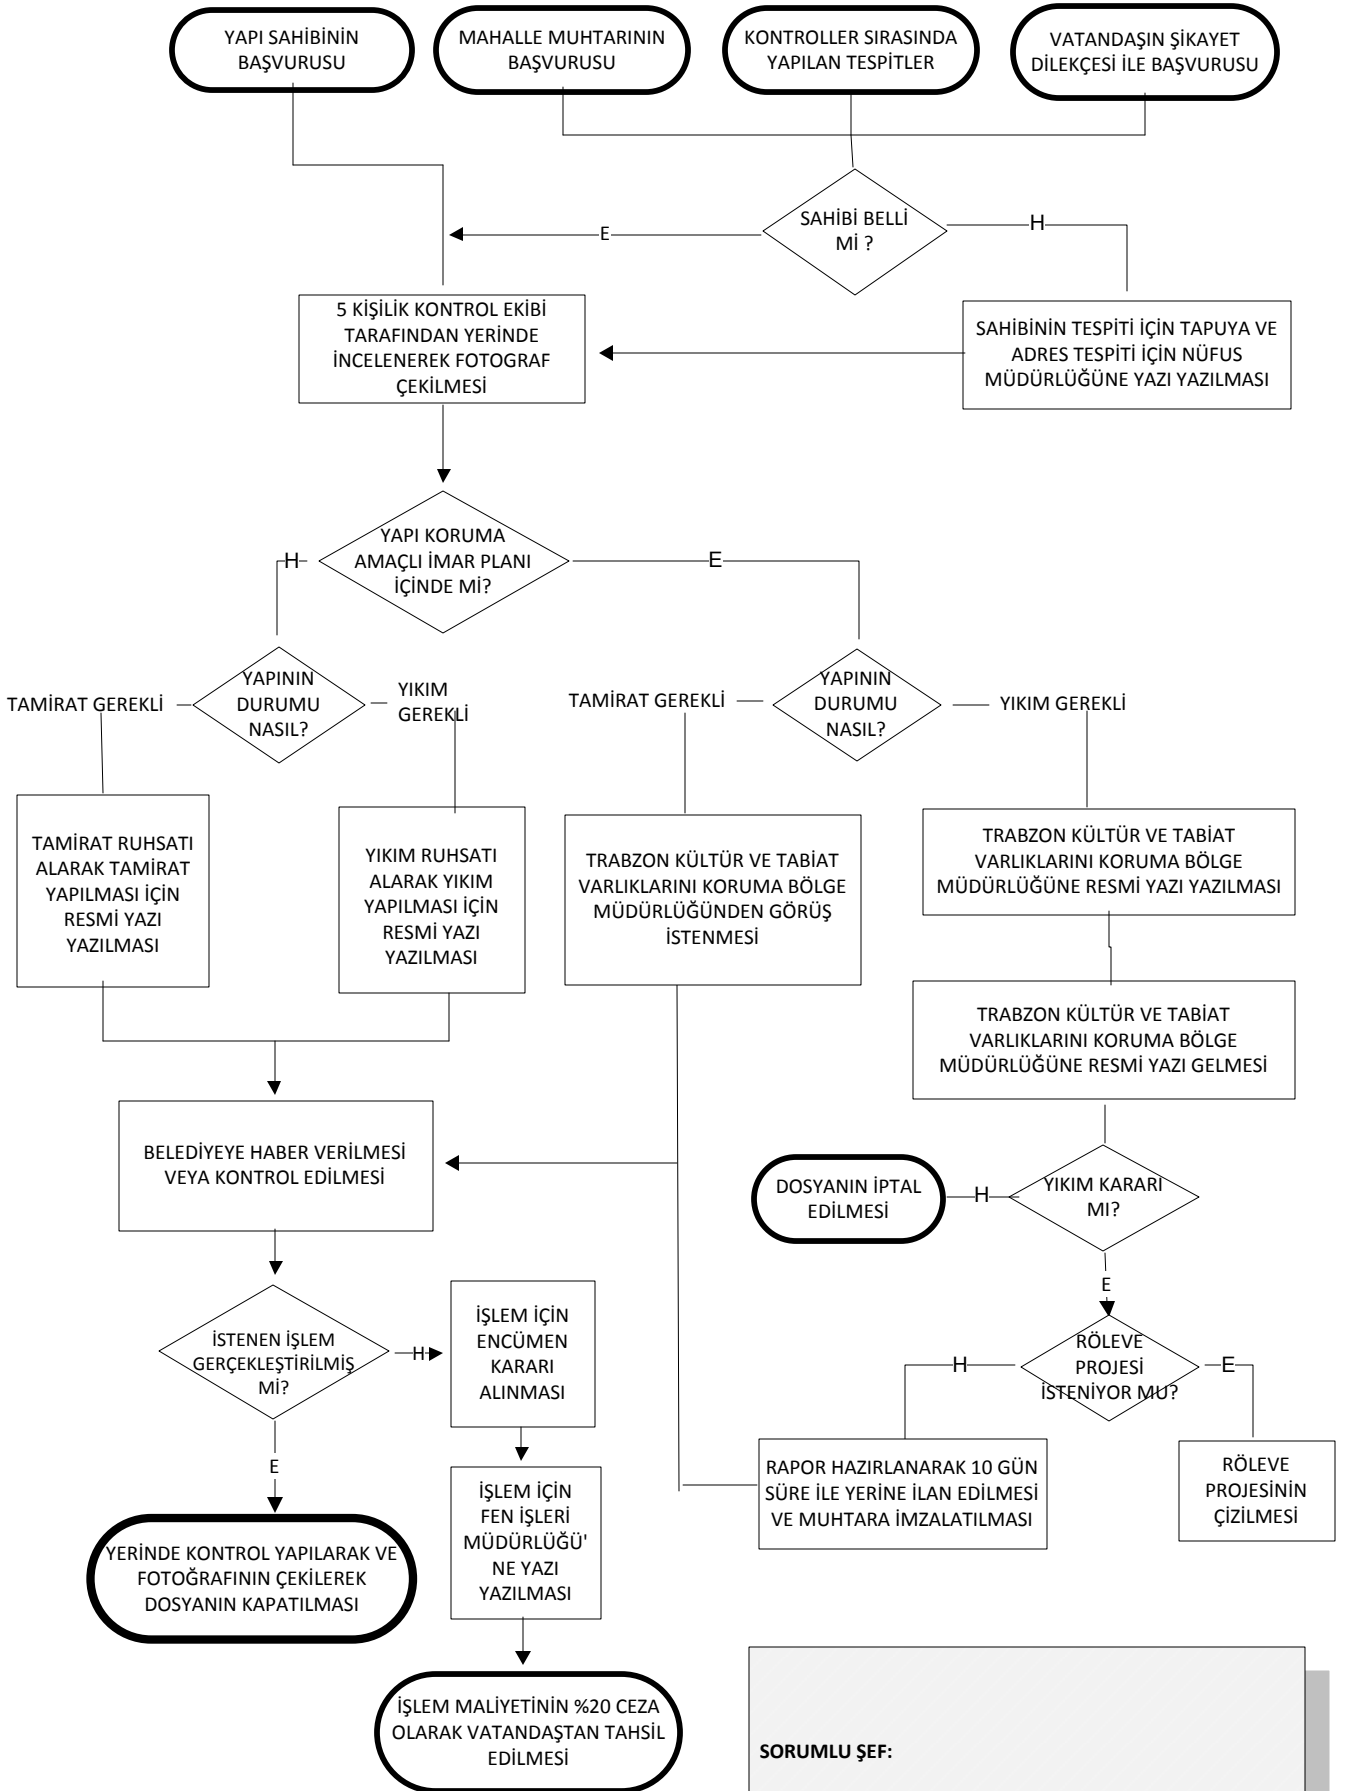 YAPI SAHİBİNİN
BAŞVURUSU
MAHALLE MUHTARININ
BAŞVURUSU
KONTROLLER SIRASINDA
YAPILAN TESPİTLER
VATANDAŞIN ŞİKAYET
DİLEKÇESİ İLE BAŞVURUSU
SAHİBİ BELLİ
Mİ ?
E
H
5 KİŞİLİK KONTROL EKİBİ
TARAFINDAN YERİNDE
İNCELENEREK FOTOGRAF
ÇEKİLMESİ
SAHİBİNİN TESPİTİ İÇİN TAPUYA VE
ADRES TESPİTİ İÇİN NÜFUS
MÜDÜRLÜĞÜNE YAZI YAZILMASI
YAPI KORUMA
AMAÇLI İMAR PLANI
İÇİNDE Mİ?
H
E
YAPININ
DURUMU
NASIL?
TAMİRAT GEREKLİ
YIKIM
GEREKLİ
YAPININ
DURUMU
NASIL?
TAMİRAT GEREKLİ
YIKIM GEREKLİ
TAMİRAT RUHSATI
ALARAK TAMİRAT
YAPILMASI İÇİN
RESMİ YAZI
YAZILMASI
YIKIM RUHSATI
ALARAK YIKIM
YAPILMASI İÇİN
RESMİ YAZI
YAZILMASI
TRABZON KÜLTÜR VE TABİAT
VARLIKLARINI KORUMA BÖLGE
MÜDÜRLÜĞÜNDEN GÖRÜŞ
İSTENMESİ
TRABZON KÜLTÜR VE TABİAT
VARLIKLARINI KORUMA BÖLGE
MÜDÜRLÜĞÜNE RESMİ YAZI YAZILMASI
TRABZON KÜLTÜR VE TABİAT
VARLIKLARINI KORUMA BÖLGE
MÜDÜRLÜĞÜNE RESMİ YAZI GELMESİ
BELEDİYEYE HABER VERİLMESİ
VEYA KONTROL EDİLMESİ
DOSYANIN İPTAL
EDİLMESİ
H
YIKIM KARARI
MI?
E
İSTENEN İŞLEM
GERÇEKLEŞTİRİLMİŞ
Mİ?
H
E
İŞLEM İÇİN
ENCÜMEN
KARARI
ALINMASI
RÖLEVE
PROJESİ
İSTENİYOR MU?
H
E
İŞLEM İÇİN
FEN İŞLERİ
MÜDÜRLÜĞÜ'
NE YAZI
YAZILMASI
RAPOR HAZIRLANARAK 10 GÜN
SÜRE İLE YERİNE İLAN EDİLMESİ
VE MUHTARA İMZALATILMASI
RÖLEVE
PROJESİNİN
ÇİZİLMESİ
YERİNDE KONTROL YAPILARAK VE
FOTOĞRAFININ ÇEKİLEREK
DOSYANIN KAPATILMASI
İŞLEM MALİYETİNİN %20 CEZA
OLARAK VATANDAŞTAN TAHSİL
EDİLMESİ
SORUMLU ŞEF: